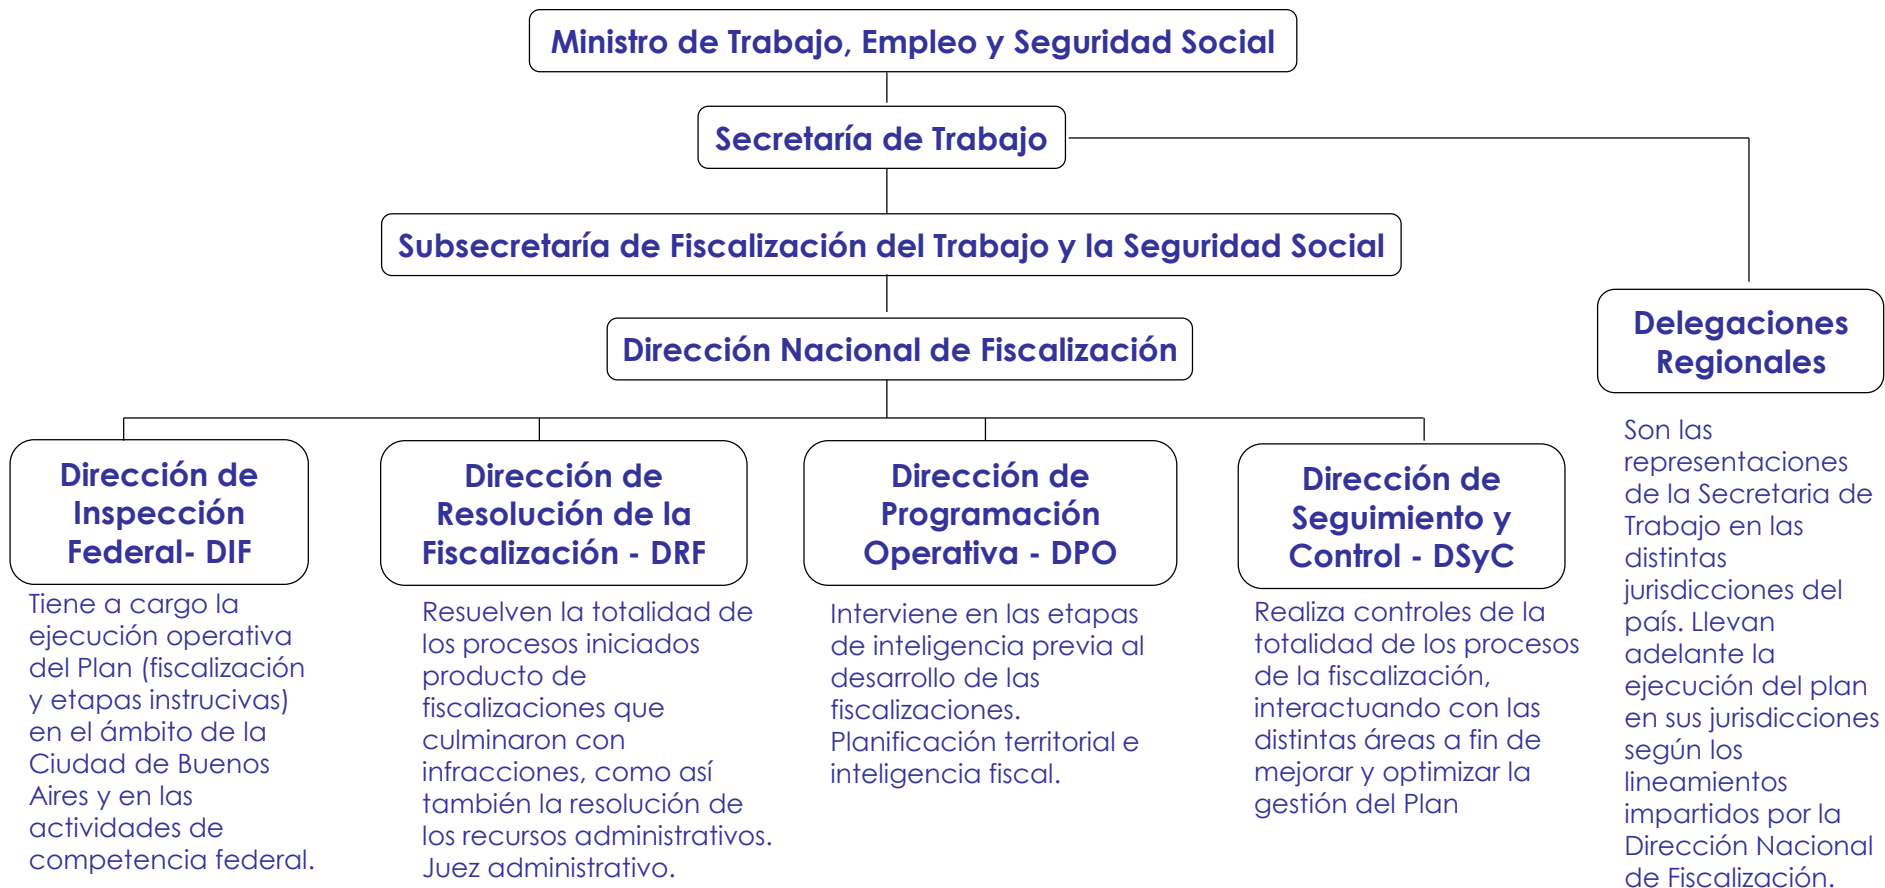 Ministro de Trabajo, Empleo y Seguridad Social
Secretaría de Trabajo
Subsecretaría de Fiscalización del Trabajo y la Seguridad Social
Dirección Nacional de Fiscalización
Delegaciones
Regionales
Son las
representaciones
de la Secretaria de
Trabajo en las
distintas
jurisdicciones del
país. Llevan
adelante la
ejecución del plan
en sus jurisdicciones
según los
lineamientos
impartidos por la
Dirección Nacional
de Fiscalización.
Dirección de
Inspección
Federal- DIF
Tiene a cargo la
ejecución operativa
del Plan (fiscalización
y etapas instrucivas)
en el ámbito de la
Ciudad de Buenos
Aires y en las
actividades de
competencia federal.
Dirección de
Resolución de la
Fiscalización - DRF
Resuelven la totalidad de
los procesos iniciados
producto de
fiscalizaciones que
culminaron con
infracciones, como así
también la resolución de
los recursos administrativos.
Juez administrativo.
Dirección de
Programación
Operativa - DPO
Interviene en las etapas
de inteligencia previa al
desarrollo de las
fiscalizaciones.
Planificación territorial e
inteligencia fiscal.
Dirección de
Seguimiento y
Control - DSyC
Realiza controles de la
totalidad de los procesos
de la fiscalización,
interactuando con las
distintas áreas a fin de
mejorar y optimizar la
gestión del Plan